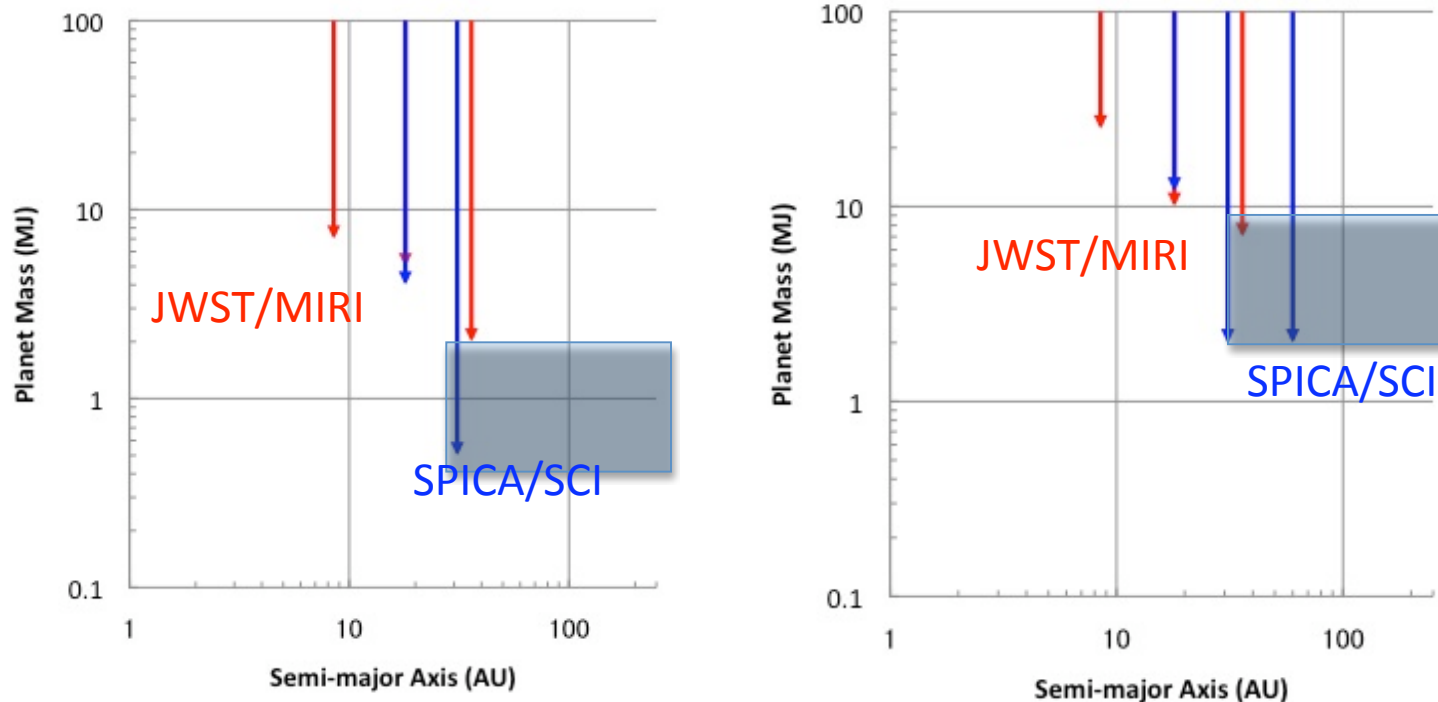 100
10
1
0.1
Planet Mass (MJ)
JWST/MIRI
SPICA/SCI
1
10
100
Semi-major Axis (AU)
100
10
1
0.1
Planet Mass (MJ)
JWST/MIRI
SPICA/SCI
1
10
100
Semi-major Axis (AU)